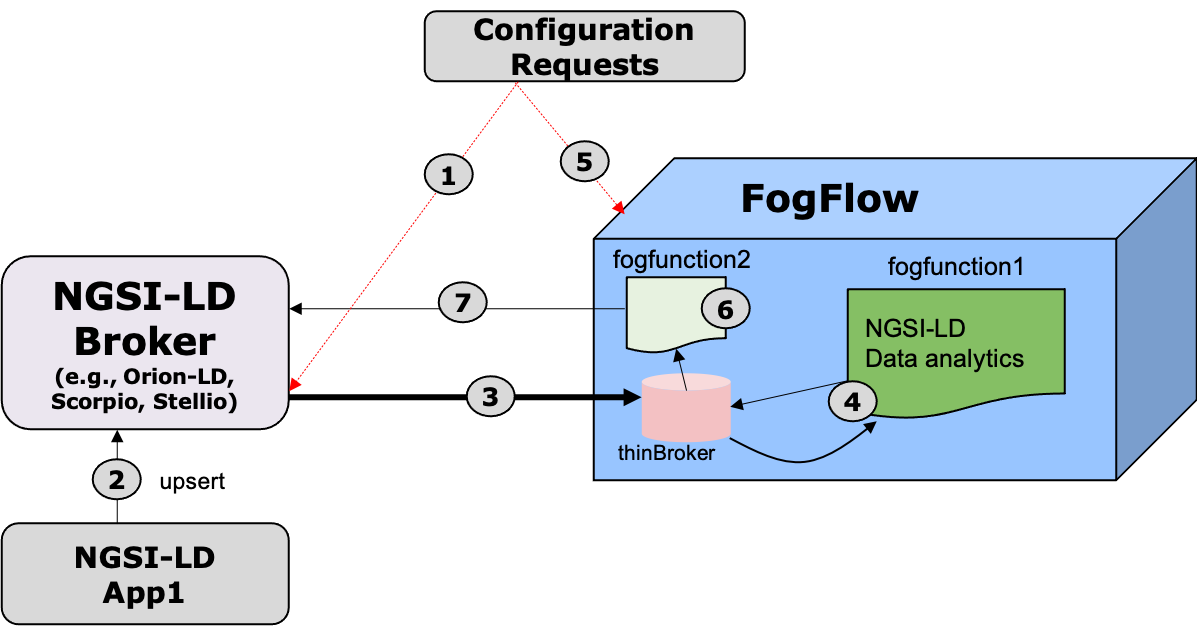 Configuration
Requests
1
5
FogFlow
fogfunction2
fogfunction1
NGSI-LD
Broker
(e.g., Orion-LD,
Scorpio, Stellio)
7
6
NGSI-LD
Data analytics
3
4
thinBroker
2
upsert
NGSI-LD
App1